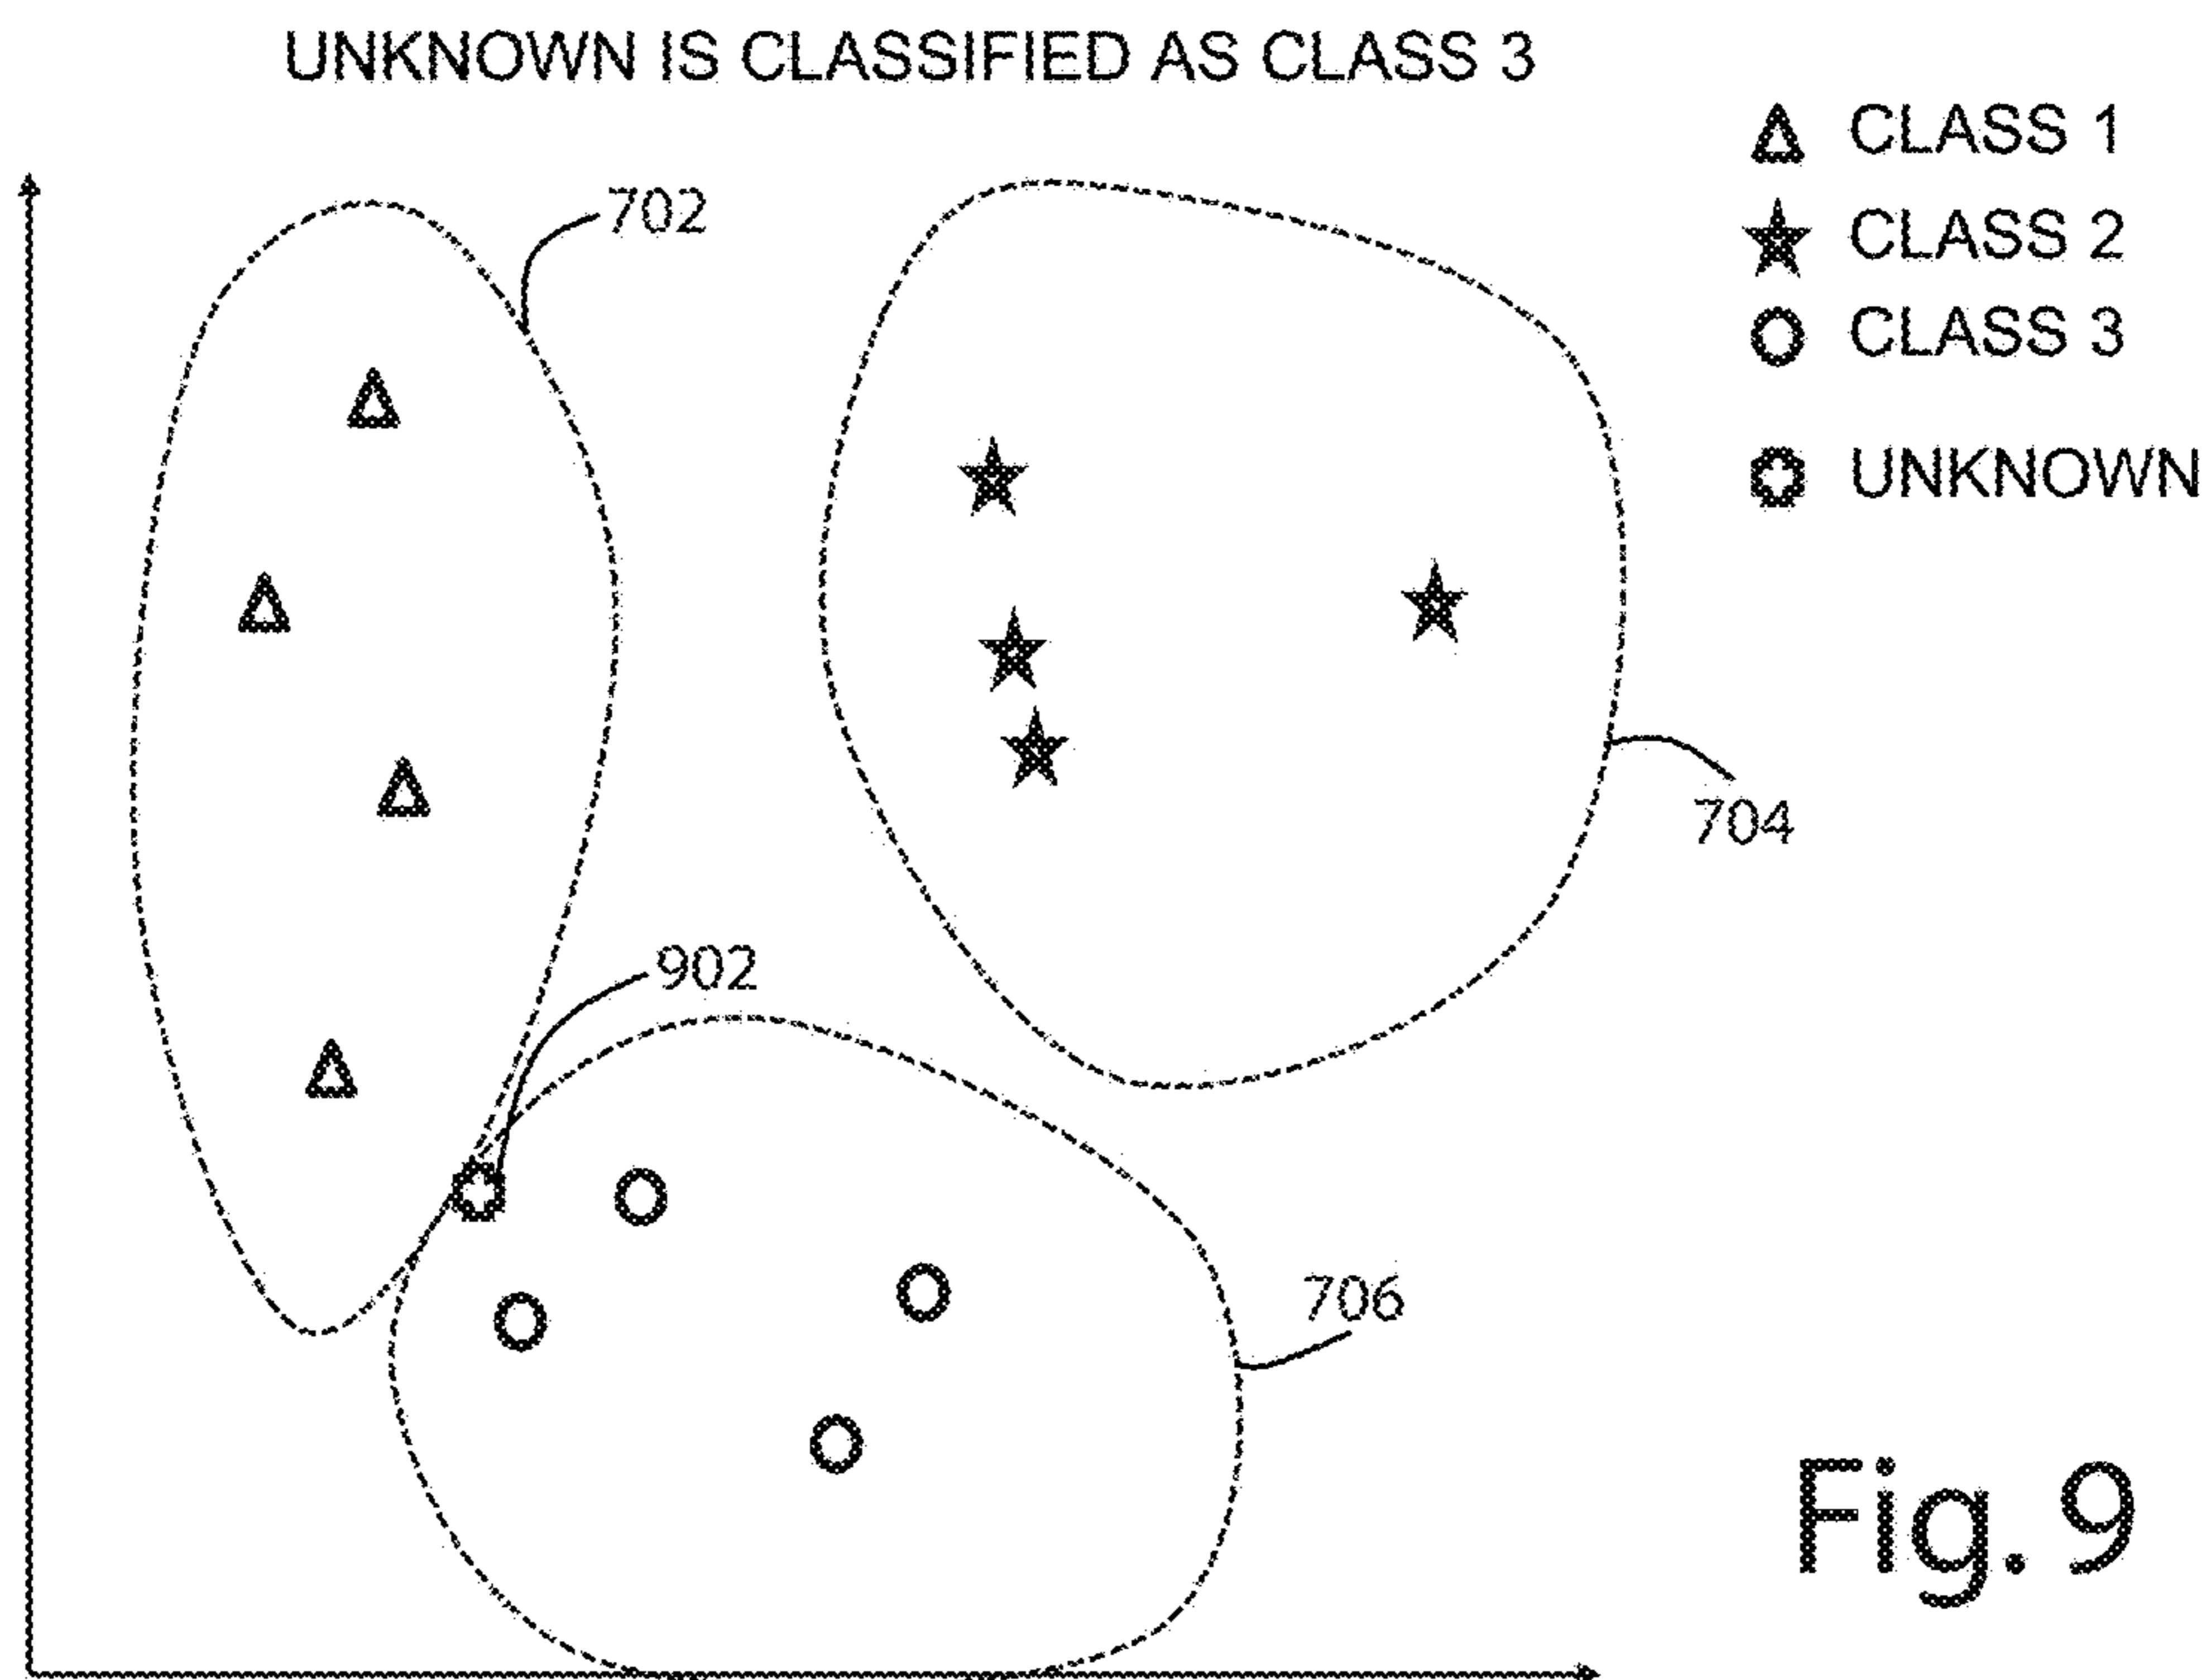 UNKNOWN IS CLASSIFIED AS CLASS 3
CLASS 1
702
CLASS 2
CLASS 3
UNKNOWN
704
902
706
Fig. 9